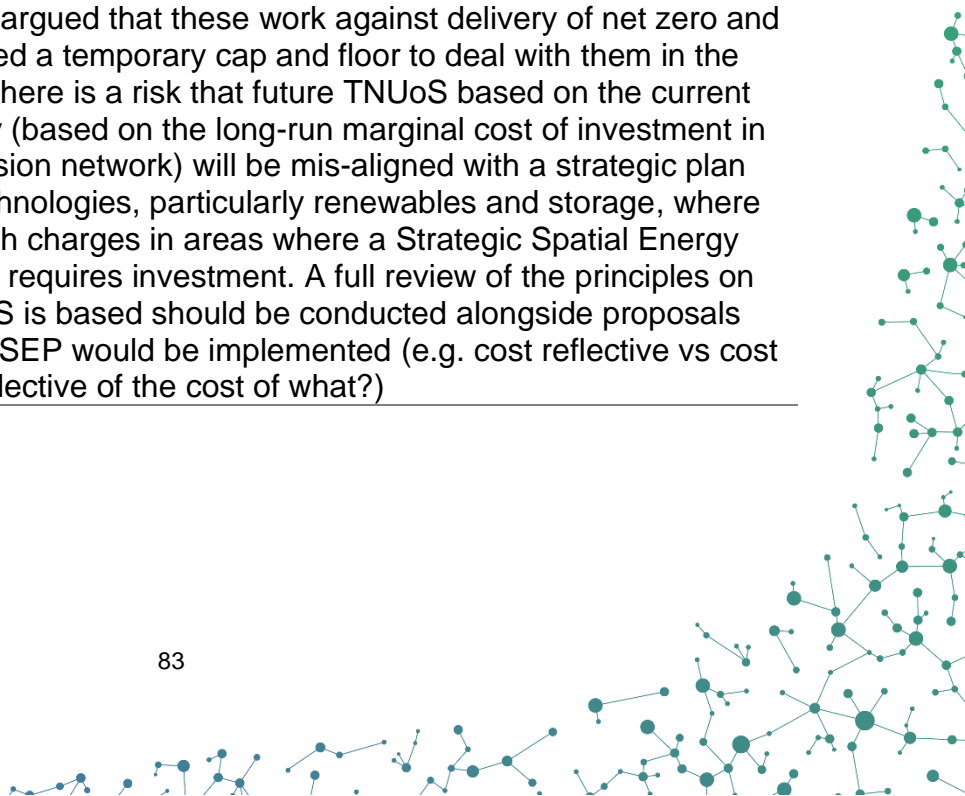 argued that these work against delivery of net zero and
ed a temporary cap and floor to deal with them in the
here is a risk that future TNUoS based on the current
(based on the long-run marginal cost of investment in
sion network) will be mis-aligned with a strategic plan
hnologies, particularly renewables and storage, where
h charges in areas where a Strategic Spatial Energy
requires investment. A full review of the principles on
S is based should be conducted alongside proposals
SEP would be implemented (e.g. cost reflective vs cost
lective of the cost of what?)
83